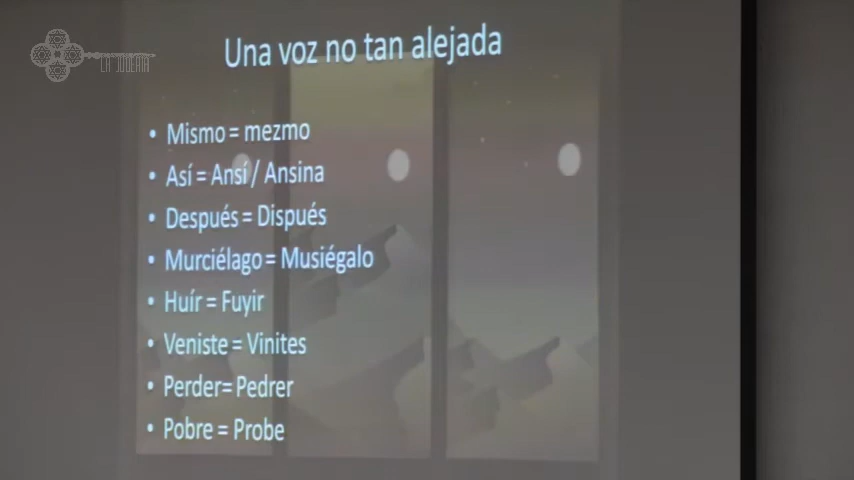 Una voz no tan alejada
• Mismo = mezmo
• Así = Ansí / Ansina
• Después = Dispués
• Murciélago = Musiégalo
• Huír = Fuyir
• Veniste = Vinites
• Perder= Pedrer
• Pobre = Probe